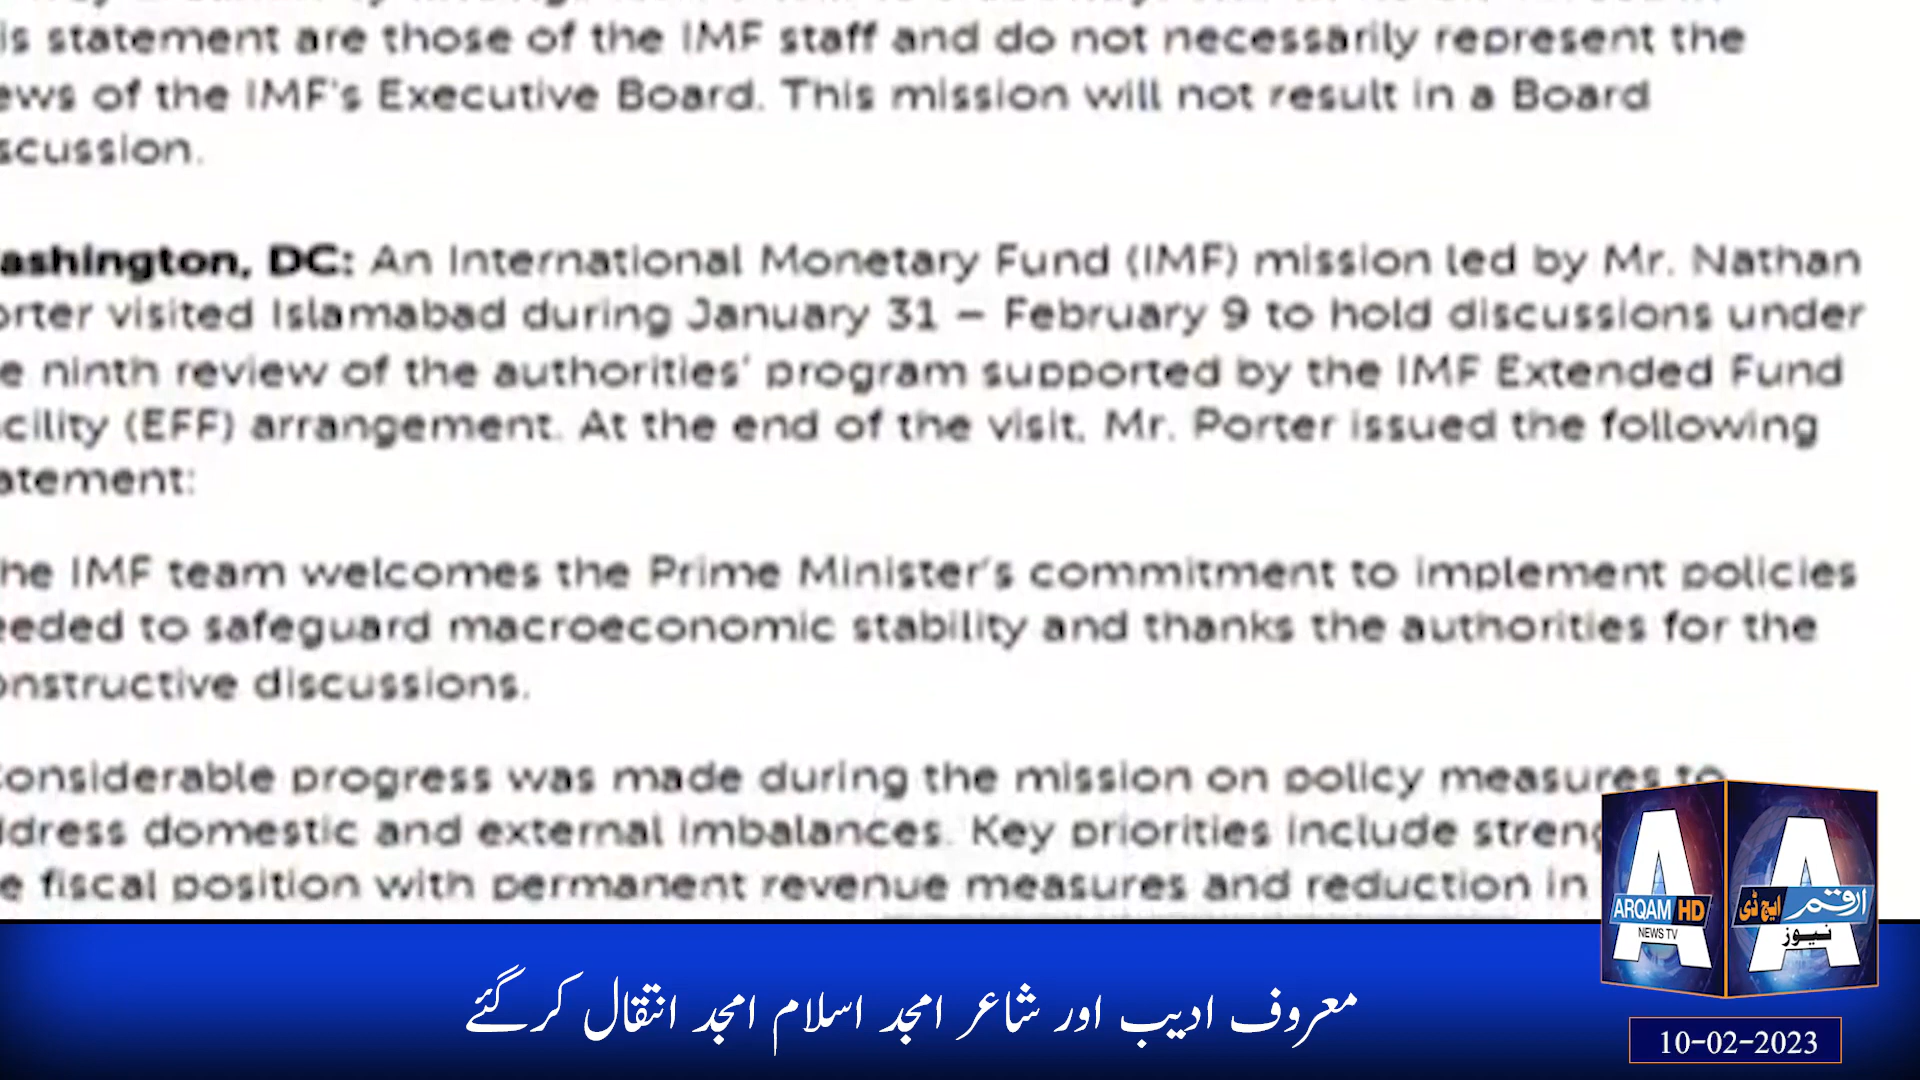 is statement are those of the IMF staff and do not necessarily represent the
ews of the IMF's Executive Board. This mission will not result in a Board
scussion.
ashington, DC: An International Monetary Fund (IMF) mission led by Mr. Nathan
orter visited Islamabad during January 31 – February 9 to hold discussions under
e ninth review of the authorities' program supported by the IMF Extended Fund
cility (EFF) arrangement. At the end of the visit, Mr. Porter issued the following
atement:
he IMF team welcomes the Prime Minister's commitment to implement policies
eeded to safeguard macroeconomic stability and thanks the authorities for the
onstructive discussions.
onsiderable progress was made during the mission on policy measures to
ddress domestic and external imbalances. Key priorities include streng
e fiscal position with permanent revenue measures and reduction in
ARQAM HD
NEWS TV
ارقم ایچ ڈی
نیوز
معروف ادیب اور شاعر امجد اسلام امجد انتقال کرگئے
10-02-2023